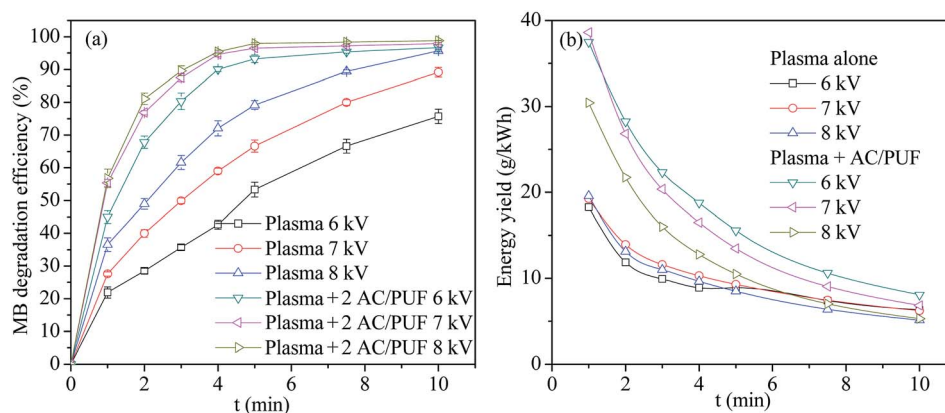 (a)
MB degradation efficiency (%)
100
90
80
70
60
50
40
30
20
10
0
0
2
4
6
8
10
t (min)
Plasma 6 kV
Plasma 7 kV
Plasma 8 kV
Plasma + 2 AC/PUF 6 kV
Plasma + 2 AC/PUF 7 kV
Plasma + 2 AC/PUF 8 kV
(b)
Energy yield (g/kWh)
40
30
20
10
0
0
2
4
6
8
10
t (min)
Plasma alone
6 kV
7 kV
8 kV
Plasma + AC/PUF
6 kV
7 kV
8 kV